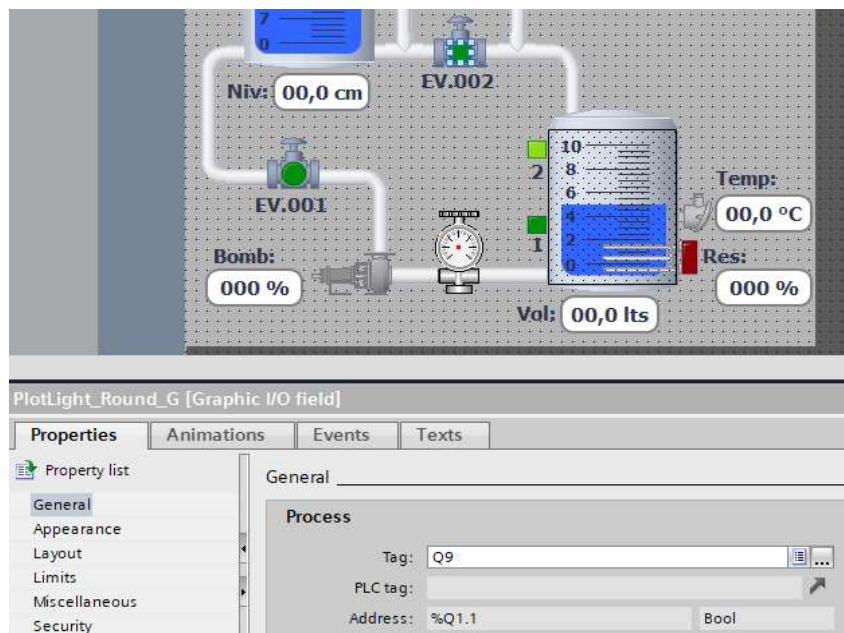 7
0
Niv: 00,0 cm
EV.002
10
8
6
4
2
0
2
1
EV.001
Temp:
00,0 °C
Bomb:
000 %
Res:
000 %
Vol: 00,0 lts
PlotLight_Round_G [Graphic I/O field]
Properties Animations Events Texts
Property list
General
Appearance
Layout
Limits
Miscellaneous
Security
General
Process
Tag: Q9
...
PLC tag:
Address: %Q1.1 Bool